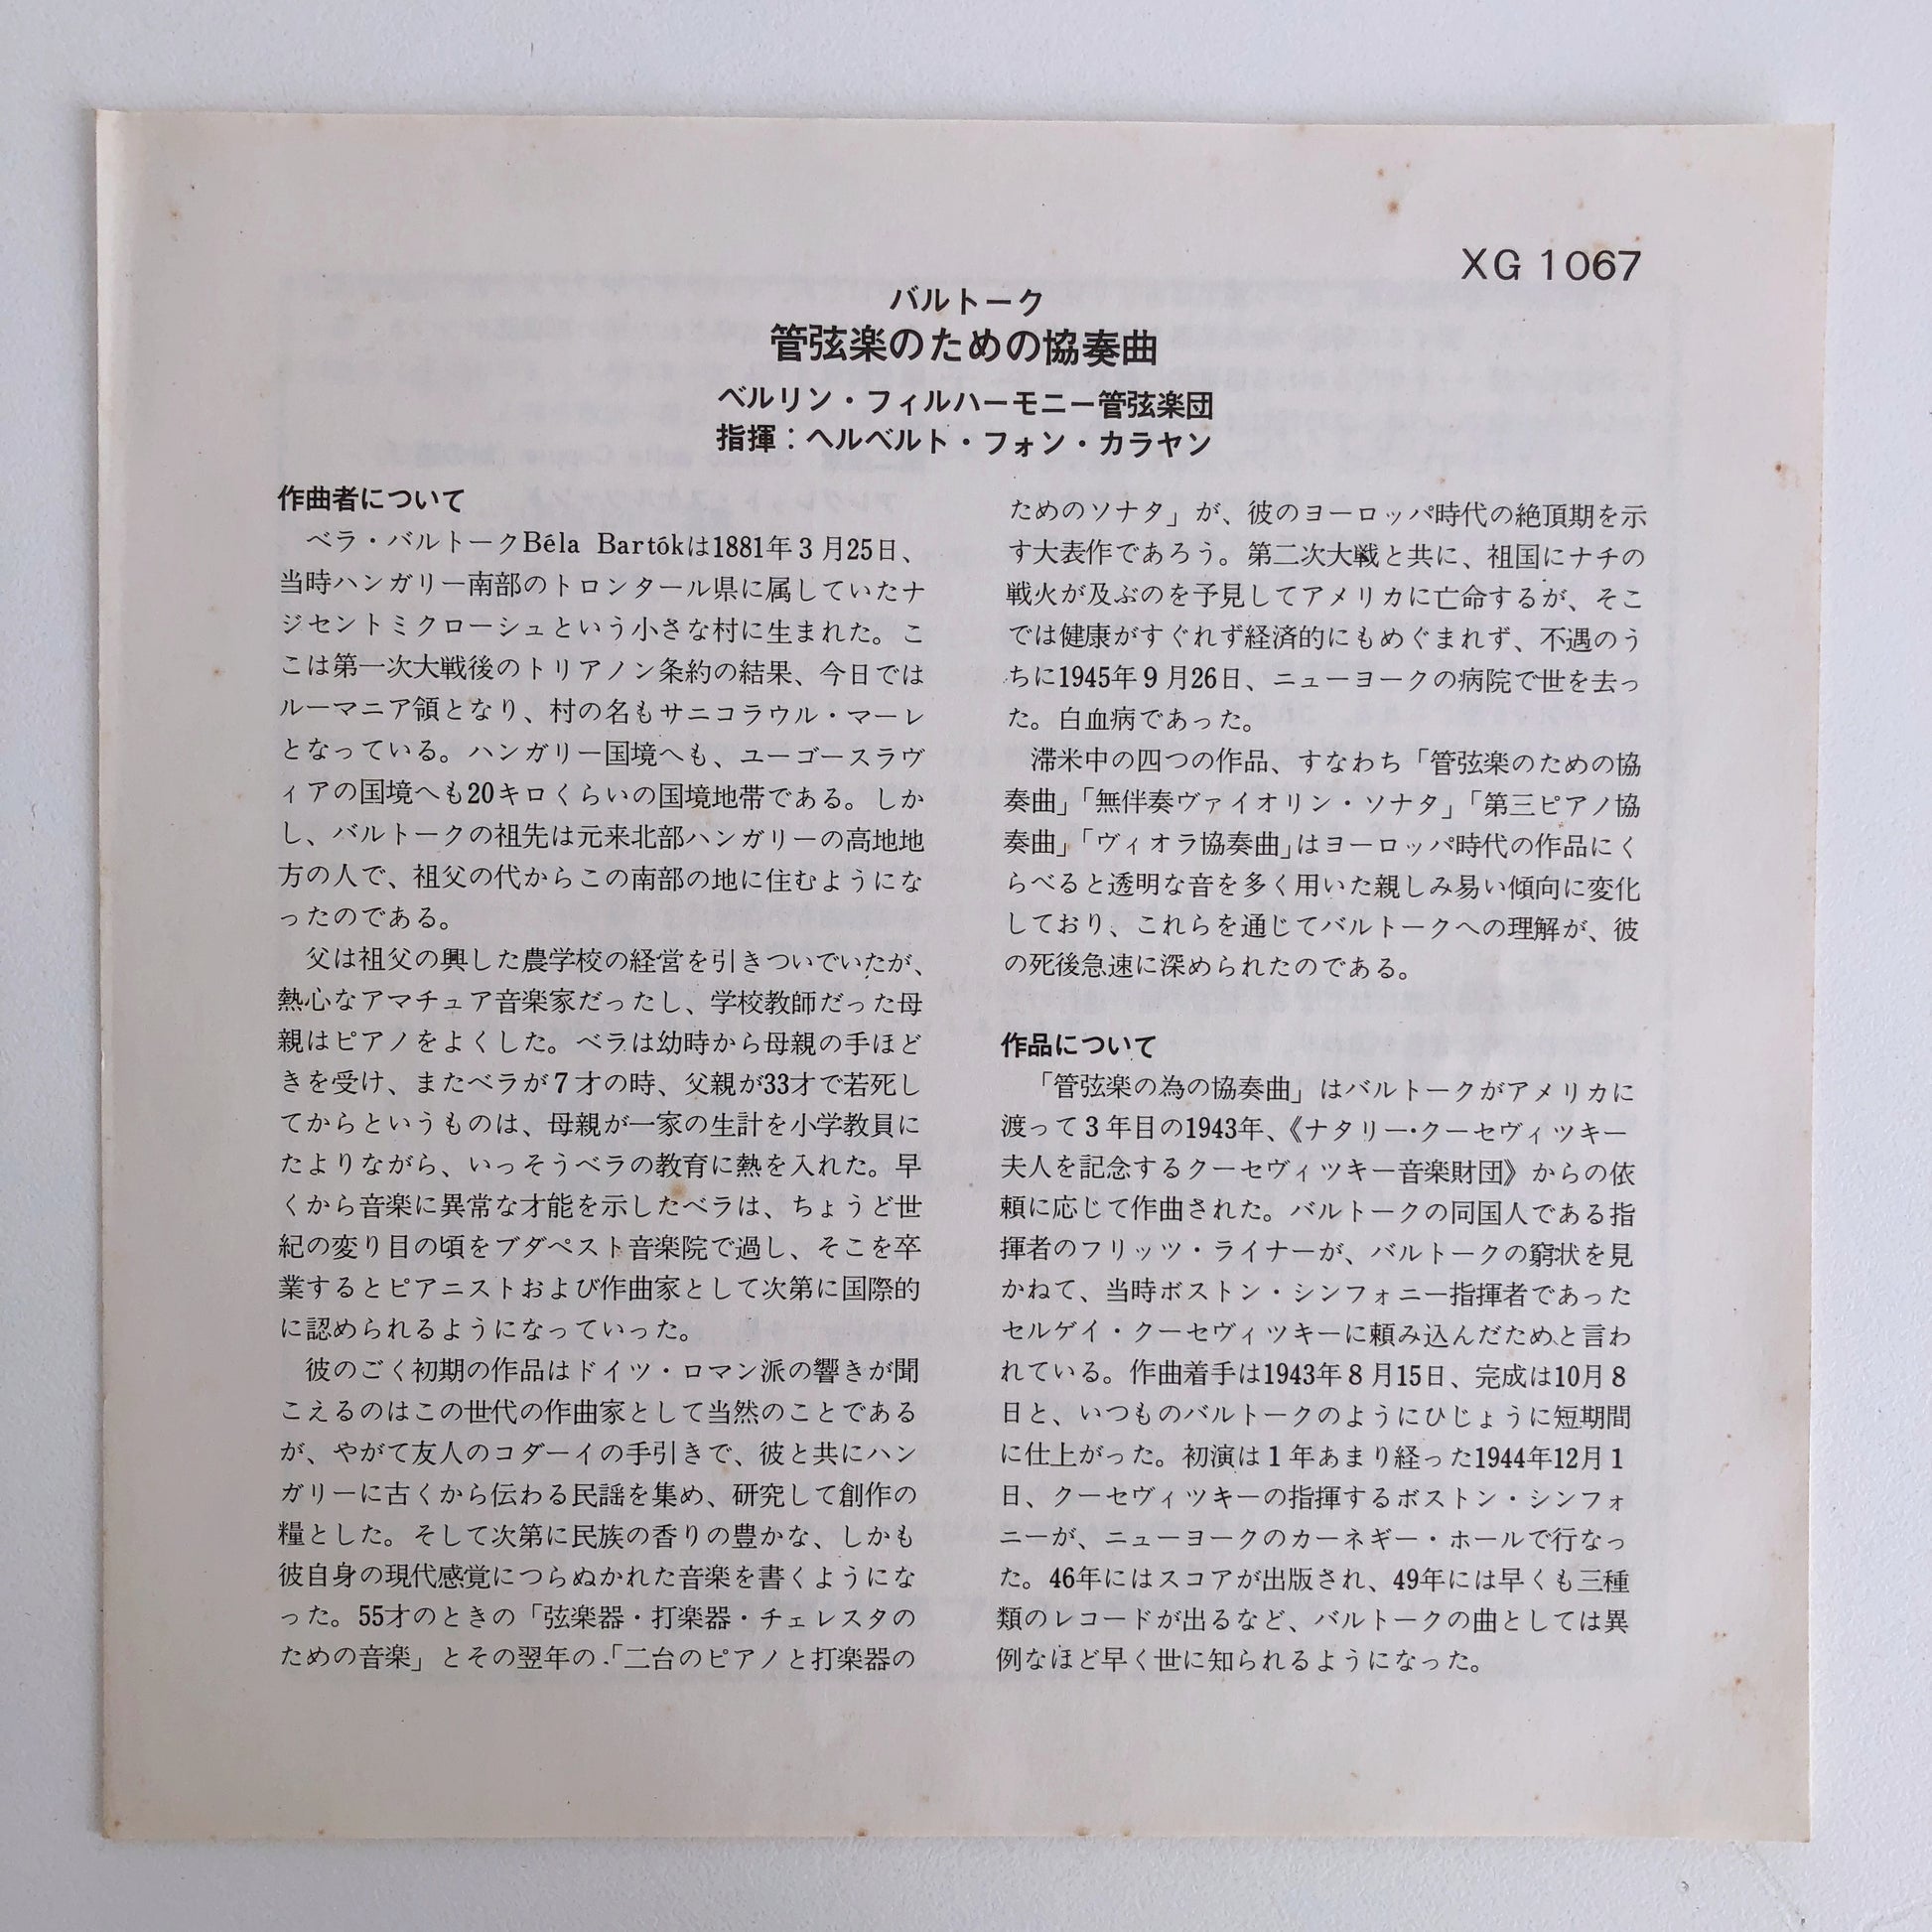 XG 1067
バルトーク
管弦楽のための協奏曲
ベルリン・フィルハーモニー管弦楽団
指揮：ヘルベルト・フォン・カラヤン
作曲者について
ベラ・バルトークBéla Bartókは1881年3月25日、
当時ハンガリー南部のトロンタール県に属していたナ
ジセントミクローシュという小さな村に生まれた。こ
こは第一次大戦後のトリアノン条約の結果、今日では
ルーマニア領となり、村の名もサニコラウル・マーレ
となっている。ハンガリー国境へも、ユーゴースラヴ
ィアの国境へも20キロくらいの国境地帯である。しか
し、バルトークの祖先は元来北部ハンガリーの高地地
方の人で、祖父の代からこの南部の地に住むようにな
ったのである。
父は祖父の興した農学校の経営を引きついでいたが、
熱心なアマチュア音楽家だったし、学校教師だった母
親はピアノをよくした。ベラは幼時から母親の手ほど
きを受け、またベラが7才の時、父親が33才で若死し
てからというものは、母親が一家の生計を小学教員に
たよりながら、いっそうベラの教育に熱を入れた。早
くから音楽に異常な才能を示したベラは、ちょうど世
紀の変り目の頃をブダペスト音楽院で過し、そこを卒
業するとピアニストおよび作曲家として次第に国際的
に認められるようになっていった。
彼のごく初期の作品はドイツ・ロマン派の響きが聞
こえるのはこの世代の作曲家として当然のことである
が、やがて友人のコダーイの手引きで、彼と共にハン
ガリーに古くから伝わる民謡を集め、研究して創作の
糧とした。そして次第に民族の香りの豊かな、しかも
彼自身の現代感覚につらぬかれた音楽を書くようにな
った。55才のときの「弦楽器・打楽器・チェレスタの
ための音楽」とその翌年の「二台のピアノと打楽器の
ためのソナタ」が、彼のヨーロッパ時代の絶頂期を示
す大表作であろう。第二次大戦と共に、祖国にナチの
戦火が及ぶのを予見してアメリカに亡命するが、そこ
では健康がすぐれず経済的にもめぐまれず、不遇のう
ちに1945年9月26日、ニューヨークの病院で世を去っ
た。白血病であった。
滞米中の四つの作品、すなわち「管弦楽のための協
奏曲」「無伴奏ヴァイオリン・ソナタ」「第三ピアノ協
奏曲」「ヴィオラ協奏曲」はヨーロッパ時代の作品にく
らべると透明な音を多く用いた親しみ易い傾向に変化
しており、これらを通じてバルトークへの理解が、彼
の死後急速に深められたのである。
作品について
「管弦楽の為の協奏曲」はバルトークがアメリカに
渡って3年目の1943年、《ナタリー・クーセヴィツキー
夫人を記念するクーセヴィツキー音楽財団》からの依
頼に応じて作曲された。バルトークの同国人である指
揮者のフリッツ・ライナーが、バルトークの窮状を見
かねて、当時ボストン・シンフォニー指揮者であった
セルゲイ・クーセヴィツキーに頼み込んだためと言わ
れている。作曲着手は1943年8月15日、完成は10月8
日と、いつものバルトークのようにひじょうに短期間
に仕上がった。初演は1年あまり経った1944年12月1
日、クーセヴィツキーの指揮するボストン・シンフォ
ニーが、ニューヨークのカーネギー・ホールで行なっ
た。46年にはスコアが出版され、49年には早くも三種
類のレコードが出るなど、バルトークの曲としては異
例なほど早く世に知られるようになった。